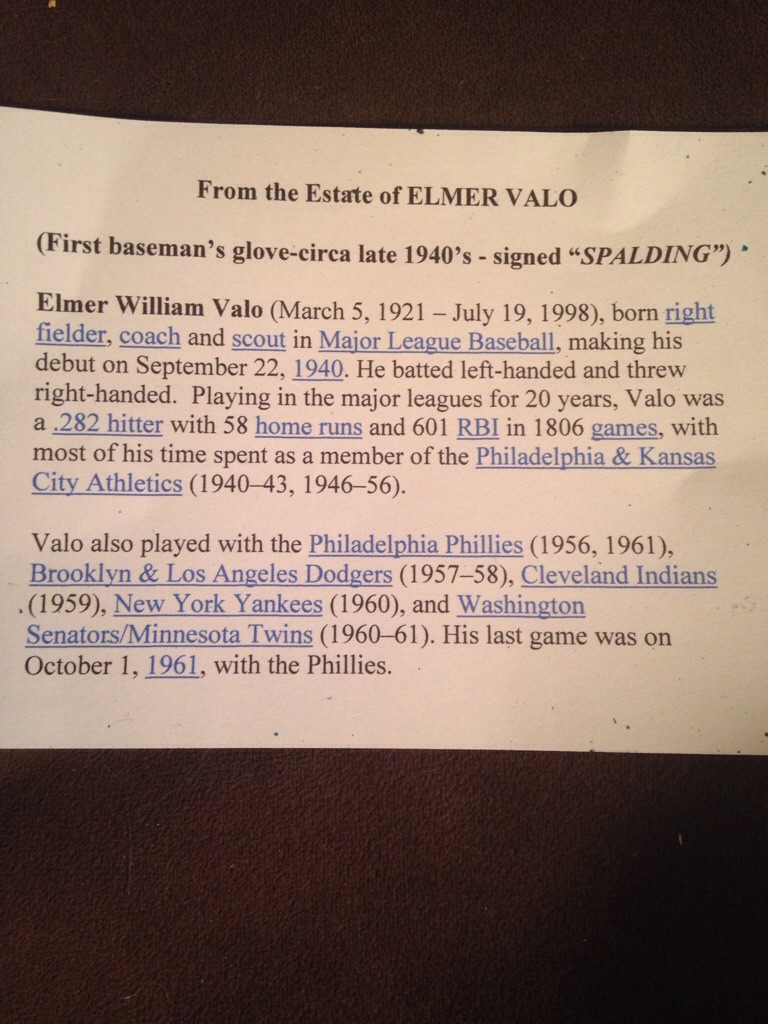 From the Estate of ELMER VALO
(First baseman's glove-circa late 1940's - signed “SPALDING”)
Elmer William Valo (March 5, 1921 – July 19, 1998), born right
fielder, coach and scout in Major League Baseball, making his
debut on September 22, 1940. He batted left-handed and threw
right-handed. Playing in the major leagues for 20 years, Valo was
a .282 hitter with 58 home runs and 601 RBI in 1806 games, with
most of his time spent as a member of the Philadelphia & Kansas
City Athletics (1940–43, 1946–56).
Valo also played with the Philadelphia Phillies (1956, 1961),
Brooklyn & Los Angeles Dodgers (1957–58), Cleveland Indians
(1959), New York Yankees (1960), and Washington
Senators/Minnesota Twins (1960–61). His last game was on
October 1, 1961, with the Phillies.